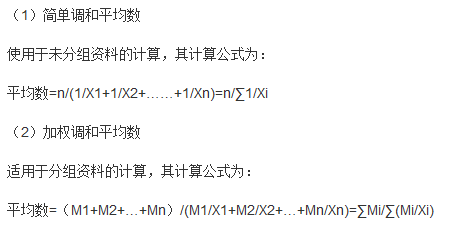 （1）简单调和平均数
使用于未分组资料的计算，其计算公式为：
平均数=n/(1/X1+1/X2+……+1/Xn)=n/∑1/Xi
（2）加权调和平均数
适用于分组资料的计算，其计算公式为：
平均数=（M1+M2+…+Mn）/(M1/X1+M2/X2+…+Mn/Xn)=∑Mi/∑(Mi/Xi)